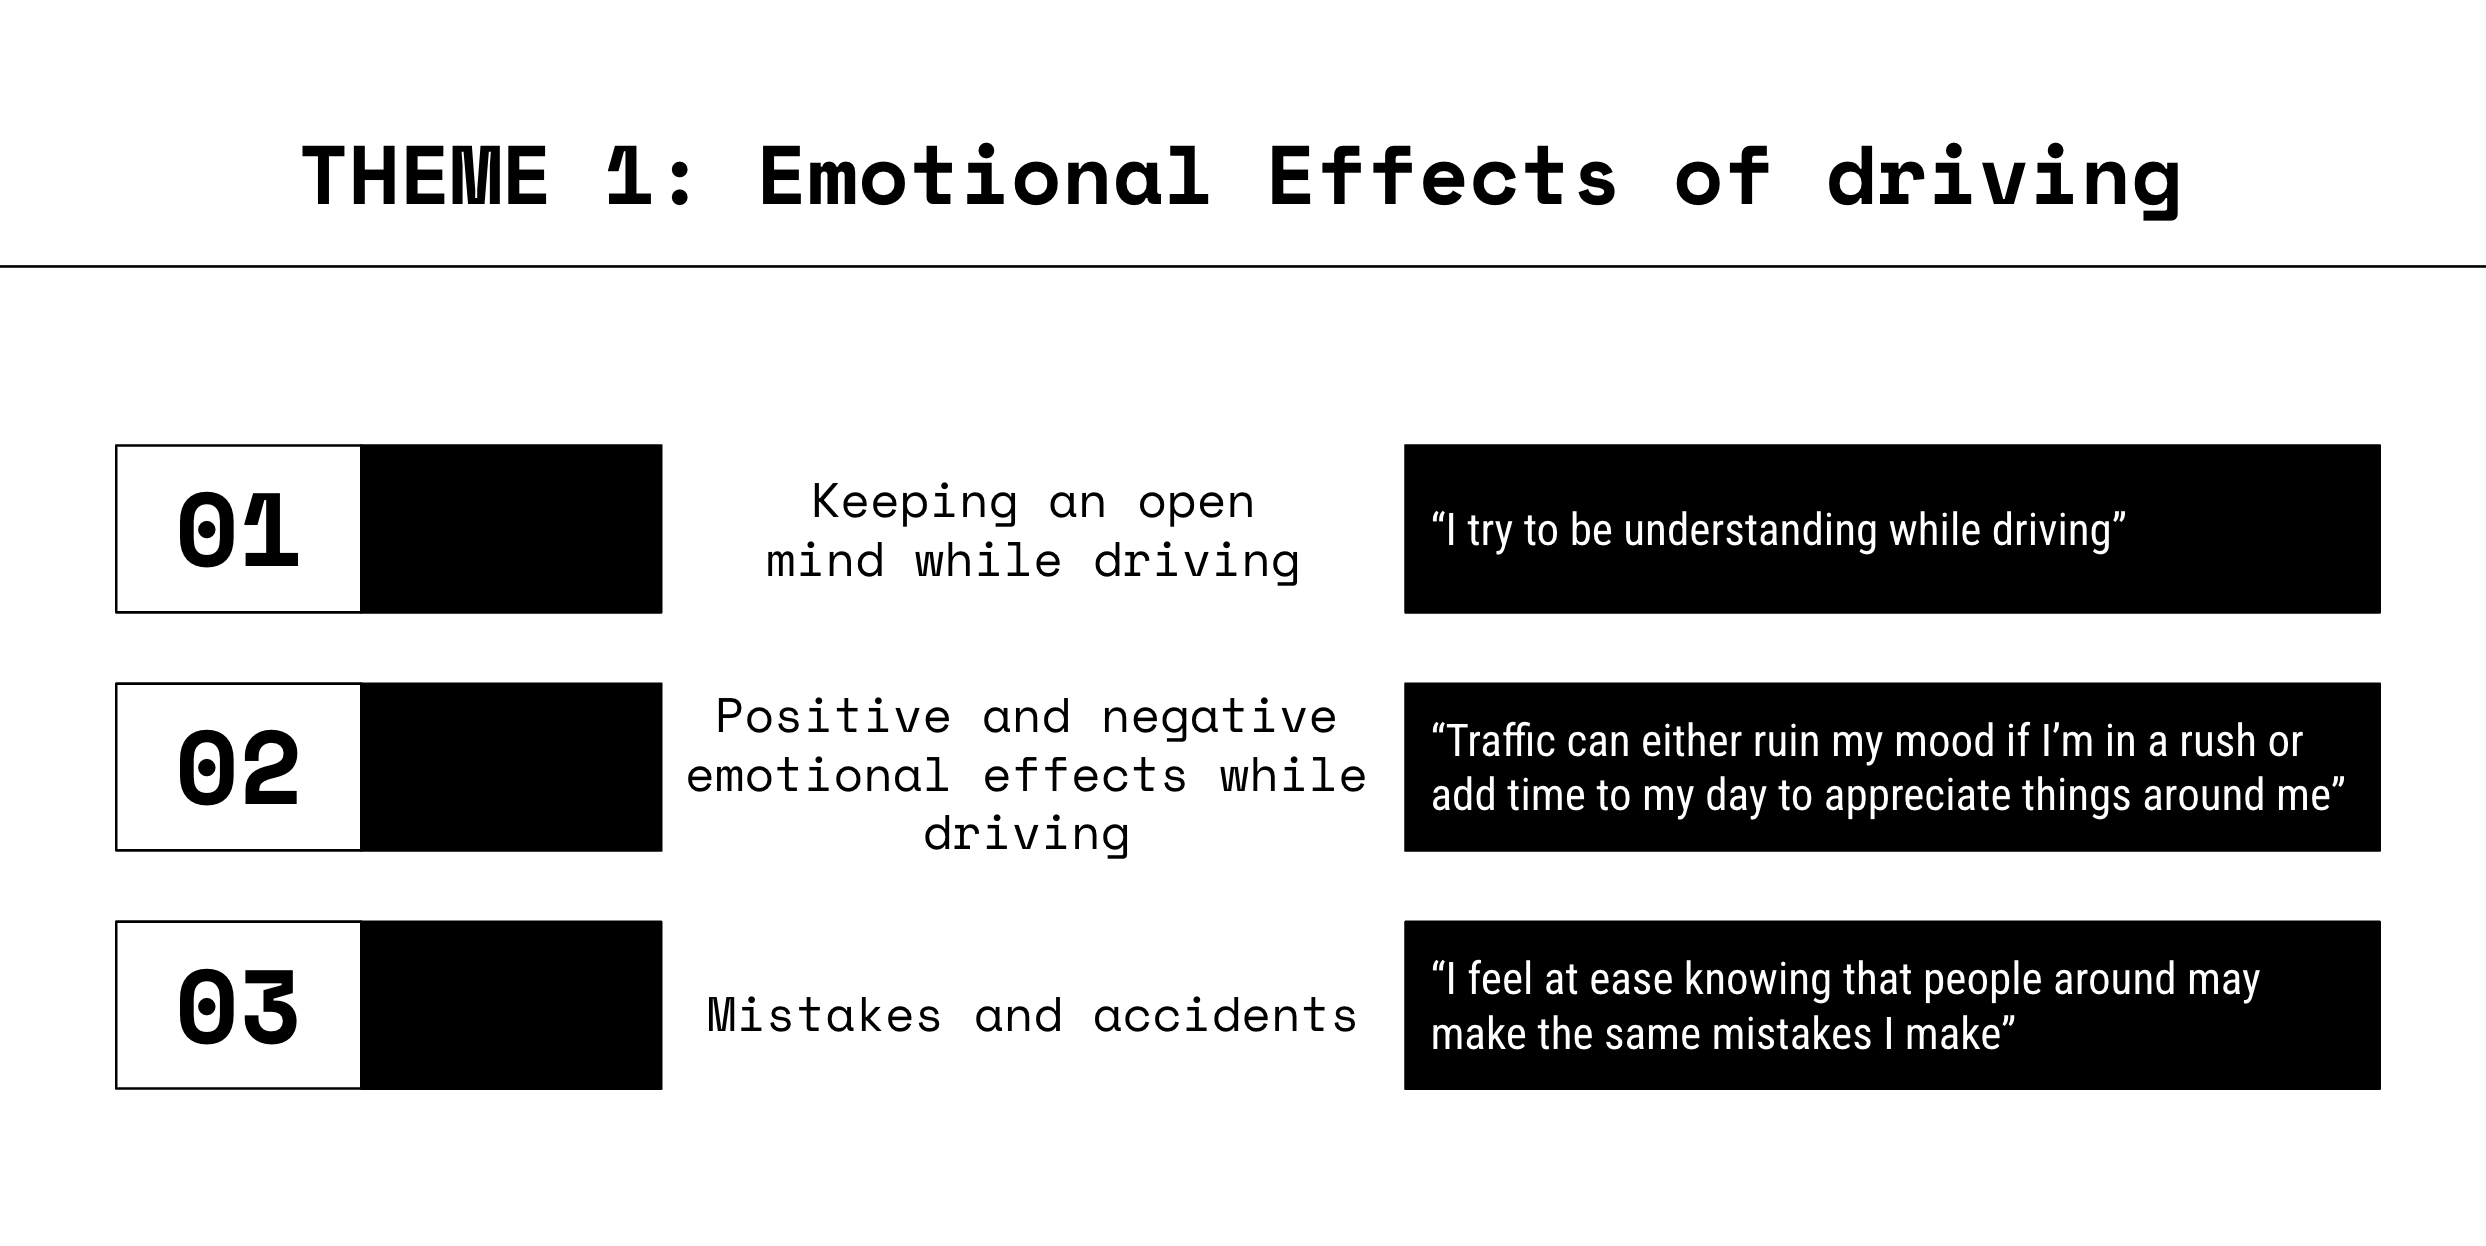 THEME 1: Emotional Effects of driving
01
Keeping an open
mind while driving
“I try to be understanding while driving”
02
Positive and negative
emotional effects while
driving
“Traffic can either ruin my mood if I’m in a rush or
add time to my day to appreciate things around me”
03
Mistakes and accidents
“I feel at ease knowing that people around may
make the same mistakes I make”